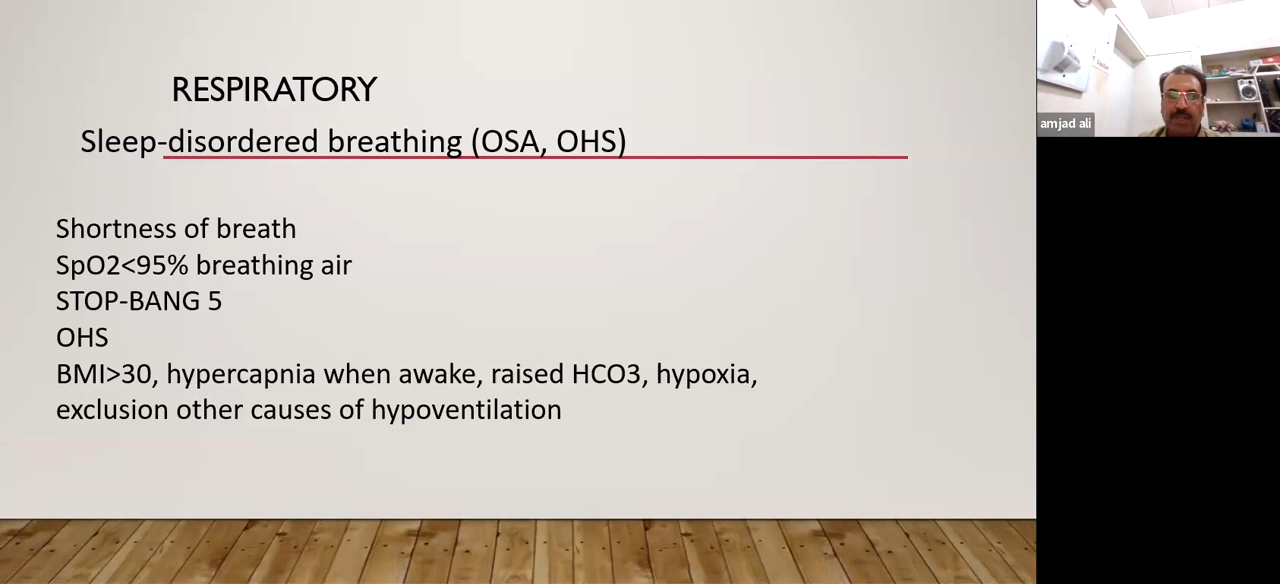 RESPIRATORY
Sleep-disordered breathing (OSA, OHS)
Shortness of breath
SpO2<95% breathing air
STOP-BANG 5
OHS
BMI>30, hypercapnia when awake, raised HCO3, hypoxia,
exclusion other causes of hypoventilation
amjad ali